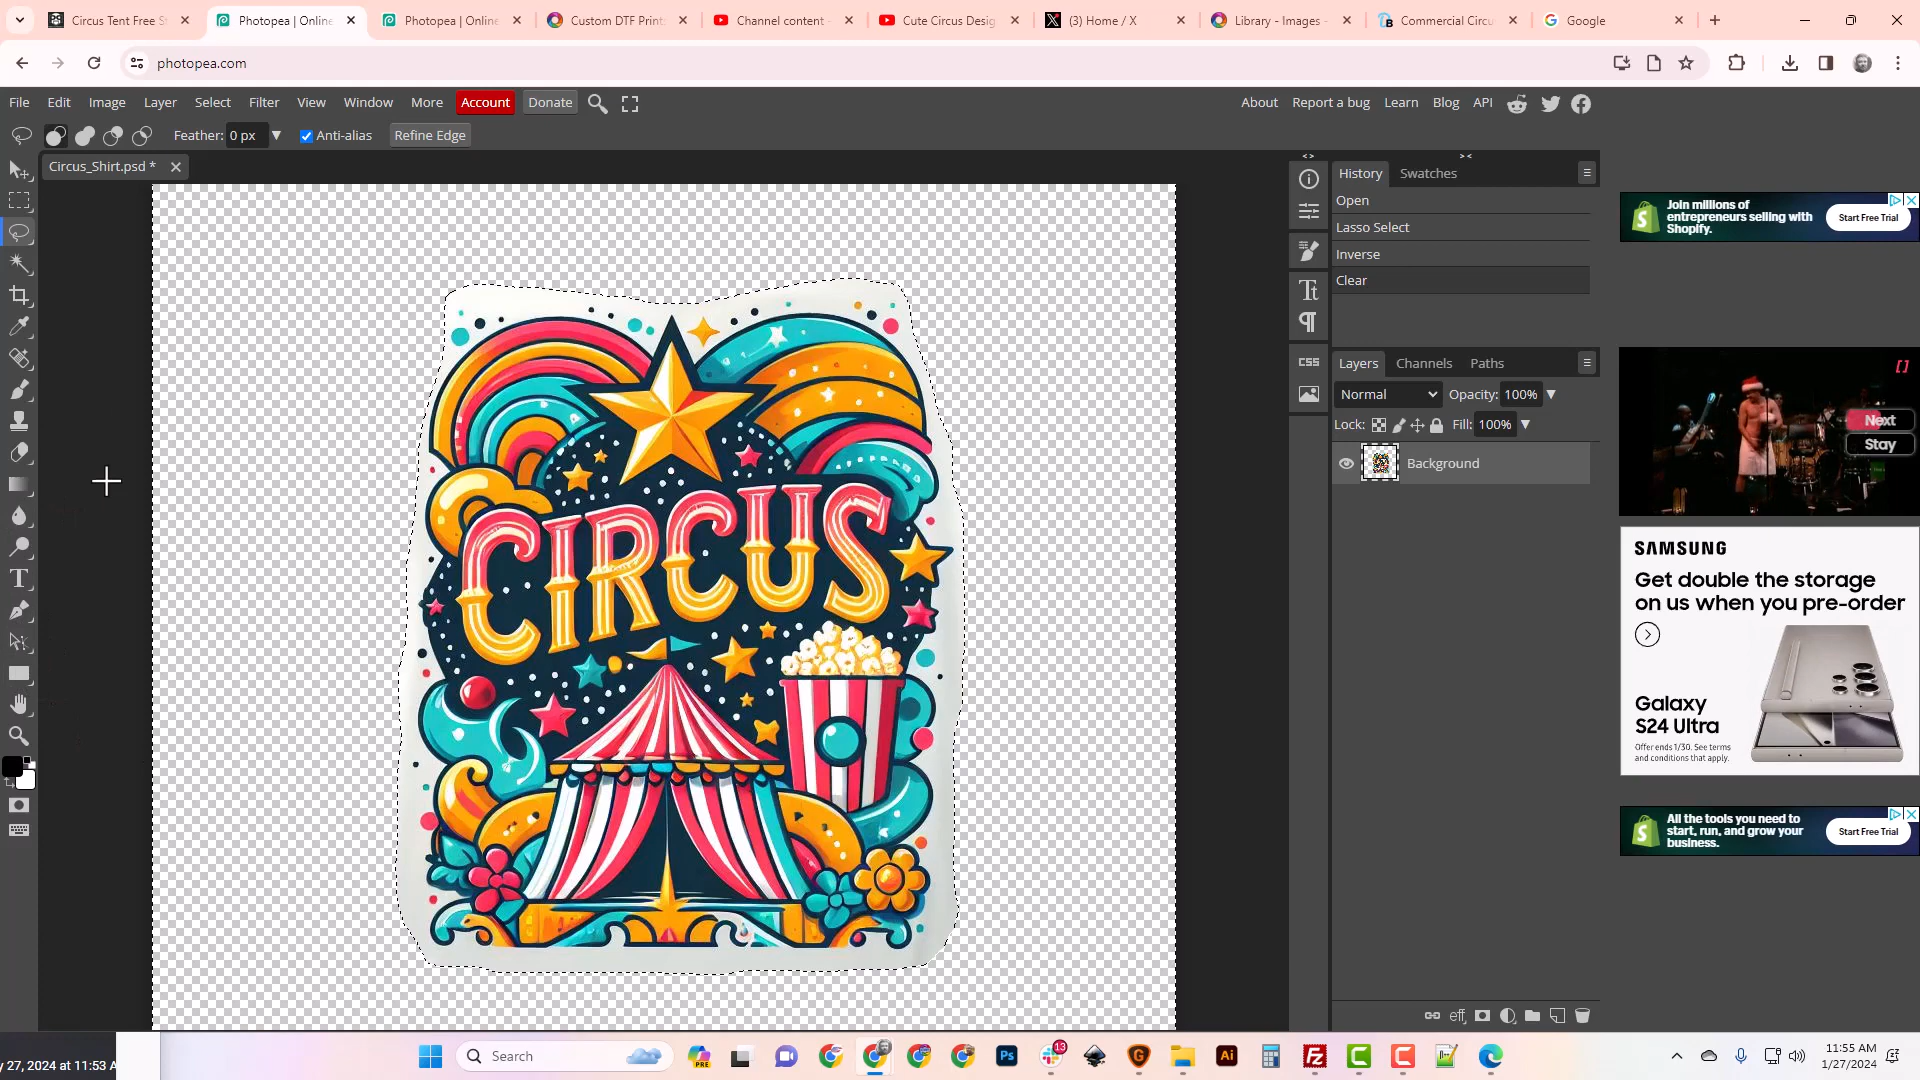 Circus Tent Free S
Photopea | Online
Photopea | Online
Custom DTF Print
Channel content -
Cute Circus Desig
(3) Home / X
Library - Images -
Commercial Circu
Google
photopea.com
File Edit Image Layer Select Filter View Window More Account Donate
About Report a bug Learn Blog API
Feather: 0 px Anti-alias Refine Edge
Circus_Shirt.psd *
History Swatches
Open
Lasso Select
Inverse
Clear
Layers Channels Paths
Normal Opacity: 100%
Lock: Fill: 100%
Background
CSS
eff
CIRCUS
Join millions of
entrepreneurs selling with
Shopify.
Start Free Trial
Next
Stay
SAMSUNG
Get double the storage
on us when you pre-order
Galaxy
S24 Ultra
Offer ends 1/30. See terms
and conditions that apply.
All the tools you need to
start, run, and grow your
business.
Start Free Trial
y 27, 2024 at 11:53 A
Search
PRE
Ps
13
Ai
11:55 AM
1/27/2024